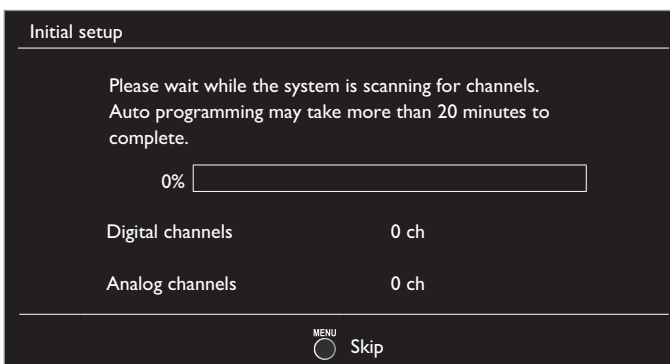 Initial setup
Please wait while the system is scanning for channels.
Auto programming may take more than 20 minutes to
complete.
0%
Digital channels 0 ch
Analog channels 0 ch
MENU
Skip